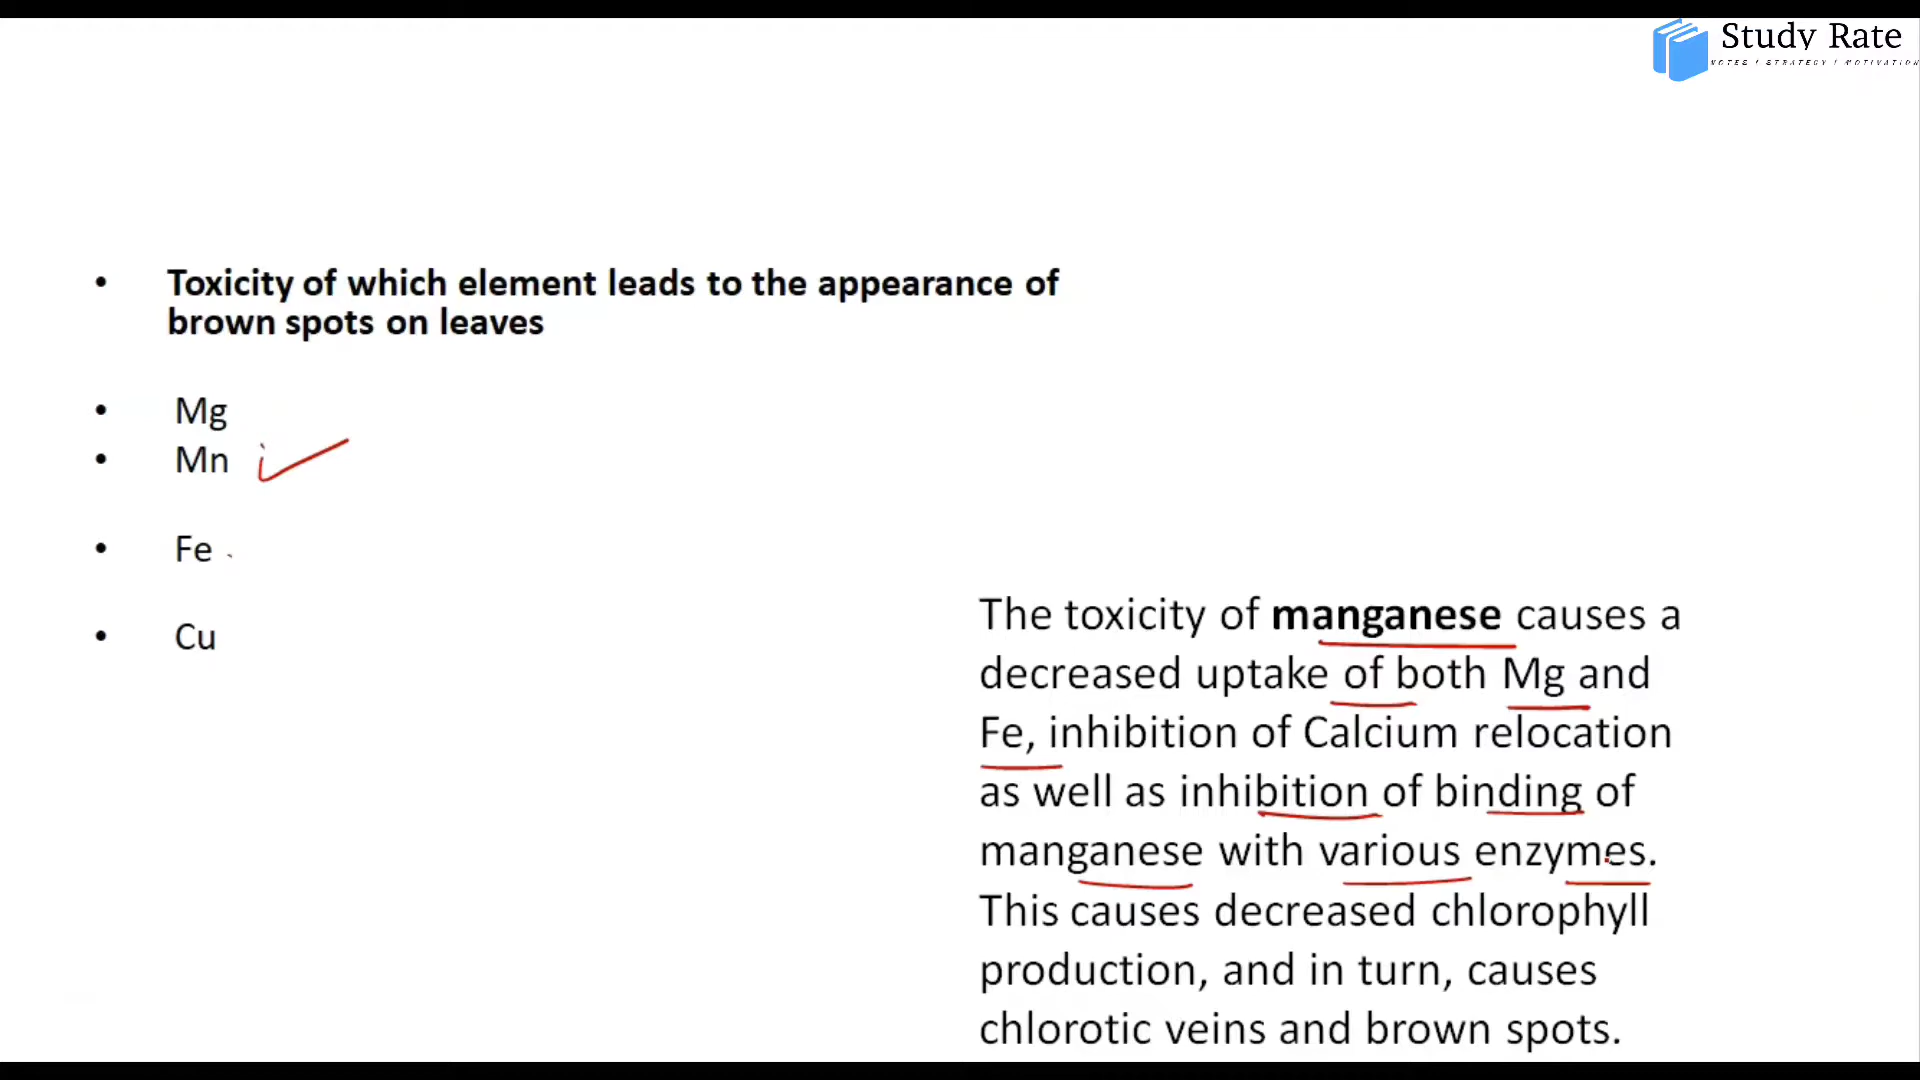 Study Rate
NOTES / STRATEGY / MOTIVATION
• Toxicity of which element leads to the appearance of
brown spots on leaves
• Mg
• Mn
• Fe
• Cu
The toxicity of manganese causes a
decreased uptake of both Mg and
Fe, inhibition of Calcium relocation
as well as inhibition of binding of
manganese with various enzymes.
This causes decreased chlorophyll
production, and in turn, causes
chlorotic veins and brown spots.